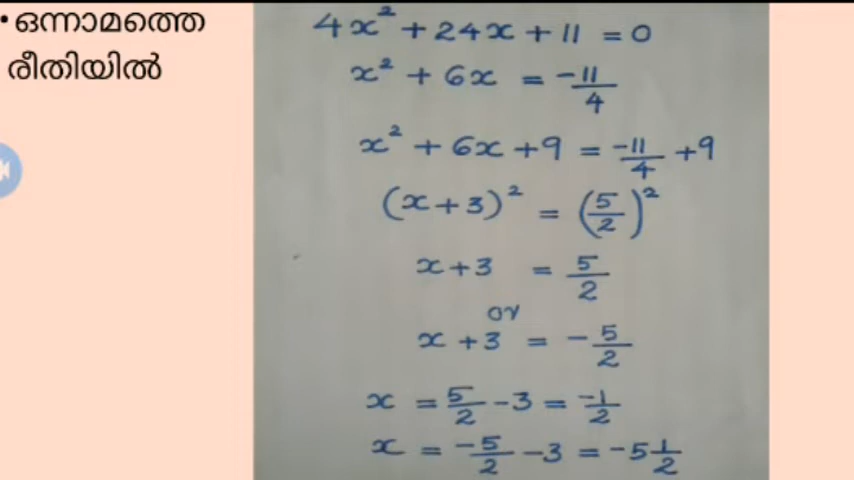 • ഒന്നാമത്തെ
രീതിയിൽ
4x² + 24x + 11 = 0
x² + 6x = -11/4
x² + 6x + 9 = -11/4 + 9
(x + 3)² = (5/2)²
x + 3 = 5/2
or
x + 3 = - 5/2
x = 5/2 - 3 = -1/2
x = -5/2 - 3 = -5 1/2